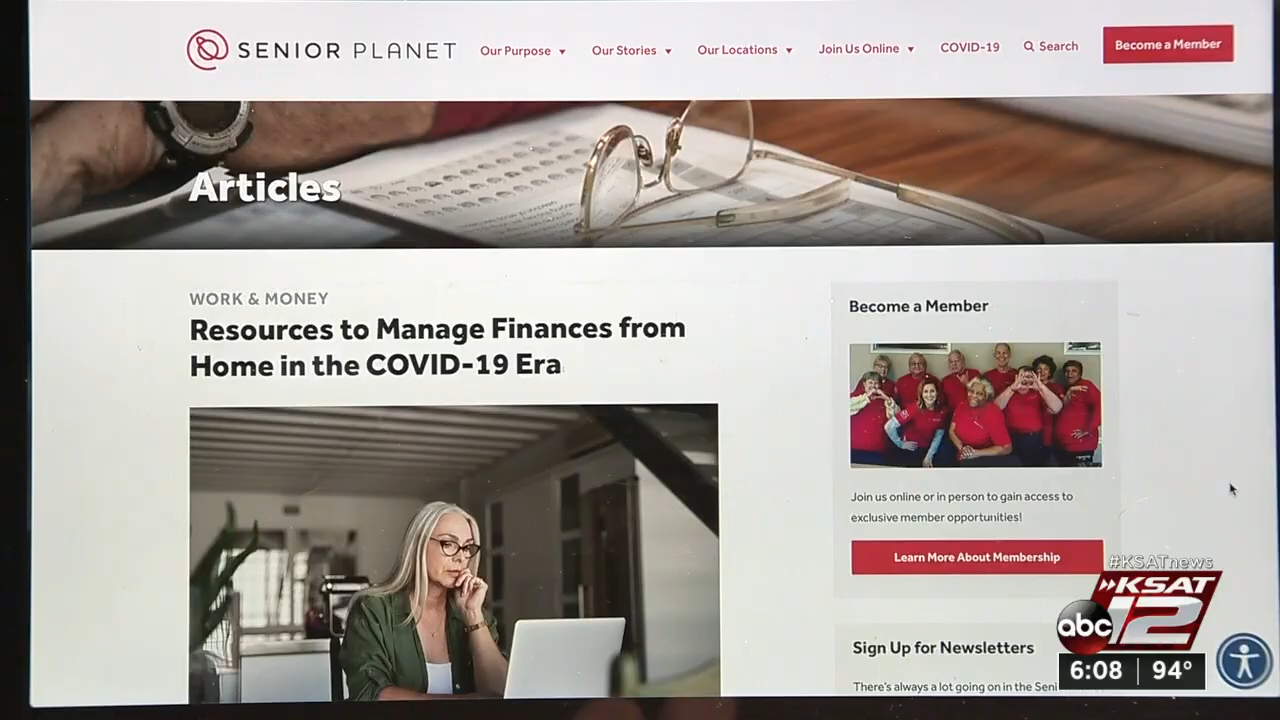 SENIOR PLANET
Our Purpose
Our Stories
Our Locations
Join Us Online
COVID-19
Search
Become a Member
Articles
WORK & MONEY
Resources to Manage Finances from
Home in the COVID-19 Era
Become a Member
Join us online or in person to gain access to
exclusive member opportunities!
Learn More About Membership
Sign Up for Newsletters
There's always a lot going on in the Seni
#KSATnews
KSAT
abc 12
6:08 94°